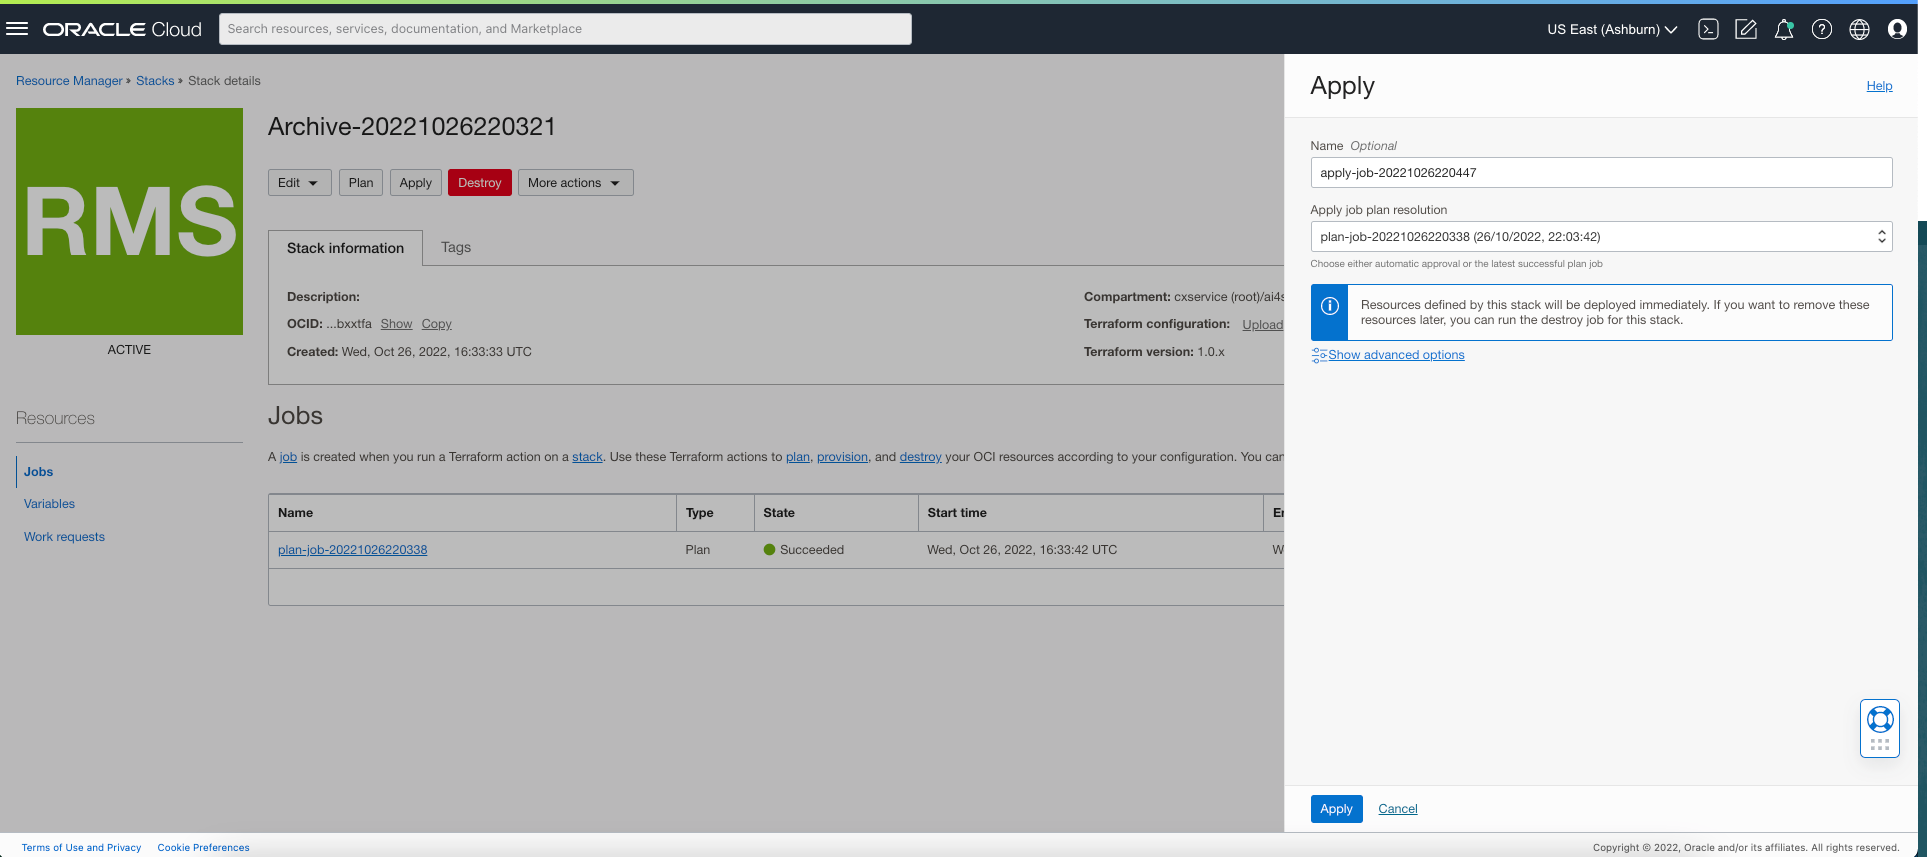 ORACLE Cloud
Search resources, services, documentation, and Marketplace
US East (Ashburn)
Resource Manager » Stacks » Stack details
RMS
ACTIVE
Archive-20221026220321
Edit
Plan
Apply
Destroy
More actions
Stack information
Tags
Description:
OCID: ...bxxtfa Show Copy
Created: Wed, Oct 26, 2022, 16:33:33 UTC
Compartment: cxservice (root)/ai4s
Terraform configuration: Upload
Terraform version: 1.0.x
Resources
Jobs
Variables
Work requests
Jobs
A job is created when you run a Terraform action on a stack. Use these Terraform actions to plan, provision, and destroy your OCI resources according to your configuration. You can
Name Type State Start time
plan-job-20221026220338 Plan Succeeded Wed, Oct 26, 2022, 16:33:42 UTC
Apply
Help
Name Optional
apply-job-20221026220447
Apply job plan resolution
plan-job-20221026220338 (26/10/2022, 22:03:42)
Choose either automatic approval or the latest successful plan job
Resources defined by this stack will be deployed immediately. If you want to remove these
resources later, you can run the destroy job for this stack.
Show advanced options
Apply
Cancel
Terms of Use and Privacy
Cookie Preferences
Copyright © 2022, Oracle and/or its affiliates. All rights reserved.